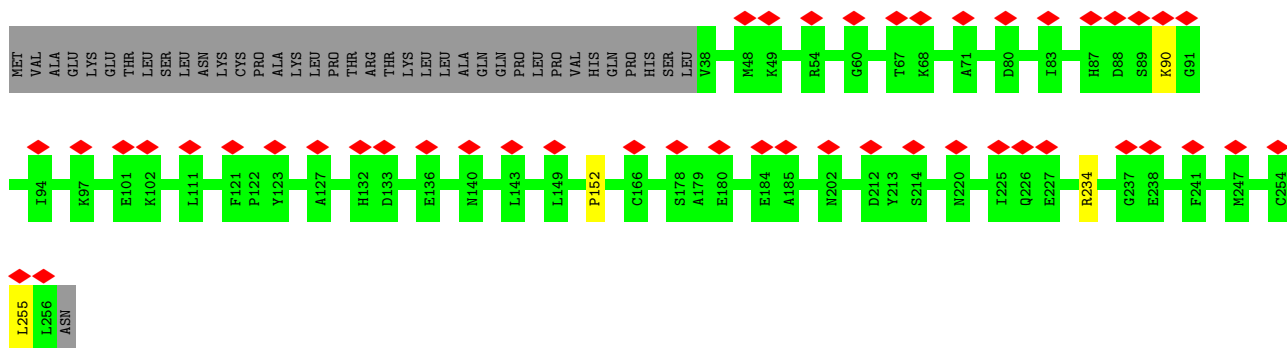 MET VAL ALA GLU LYS GLU THR LEU SER LEU ASN LYS CYS PRO ALA LYS LEU PRO THR ARG THR LYS LEU LEU ALA GLN GLN PRO LEU PRO VAL HIS GLN PRO HIS SER LEU V38 M48 K49 R54 G60 T67 K68 A71 D80 I83 H87 D88 S89 K90 G91
I94 K97 E101 K102 L111 F121 P122 Y123 A127 H132 D133 E136 N140 L143 L149 P152 C166 S178 A179 E180 E184 A185 N202 D212 Y213 S214 N220 I225 Q226 E227 R234 G237 E238 F241 M247 C254
L255 L256 ASN